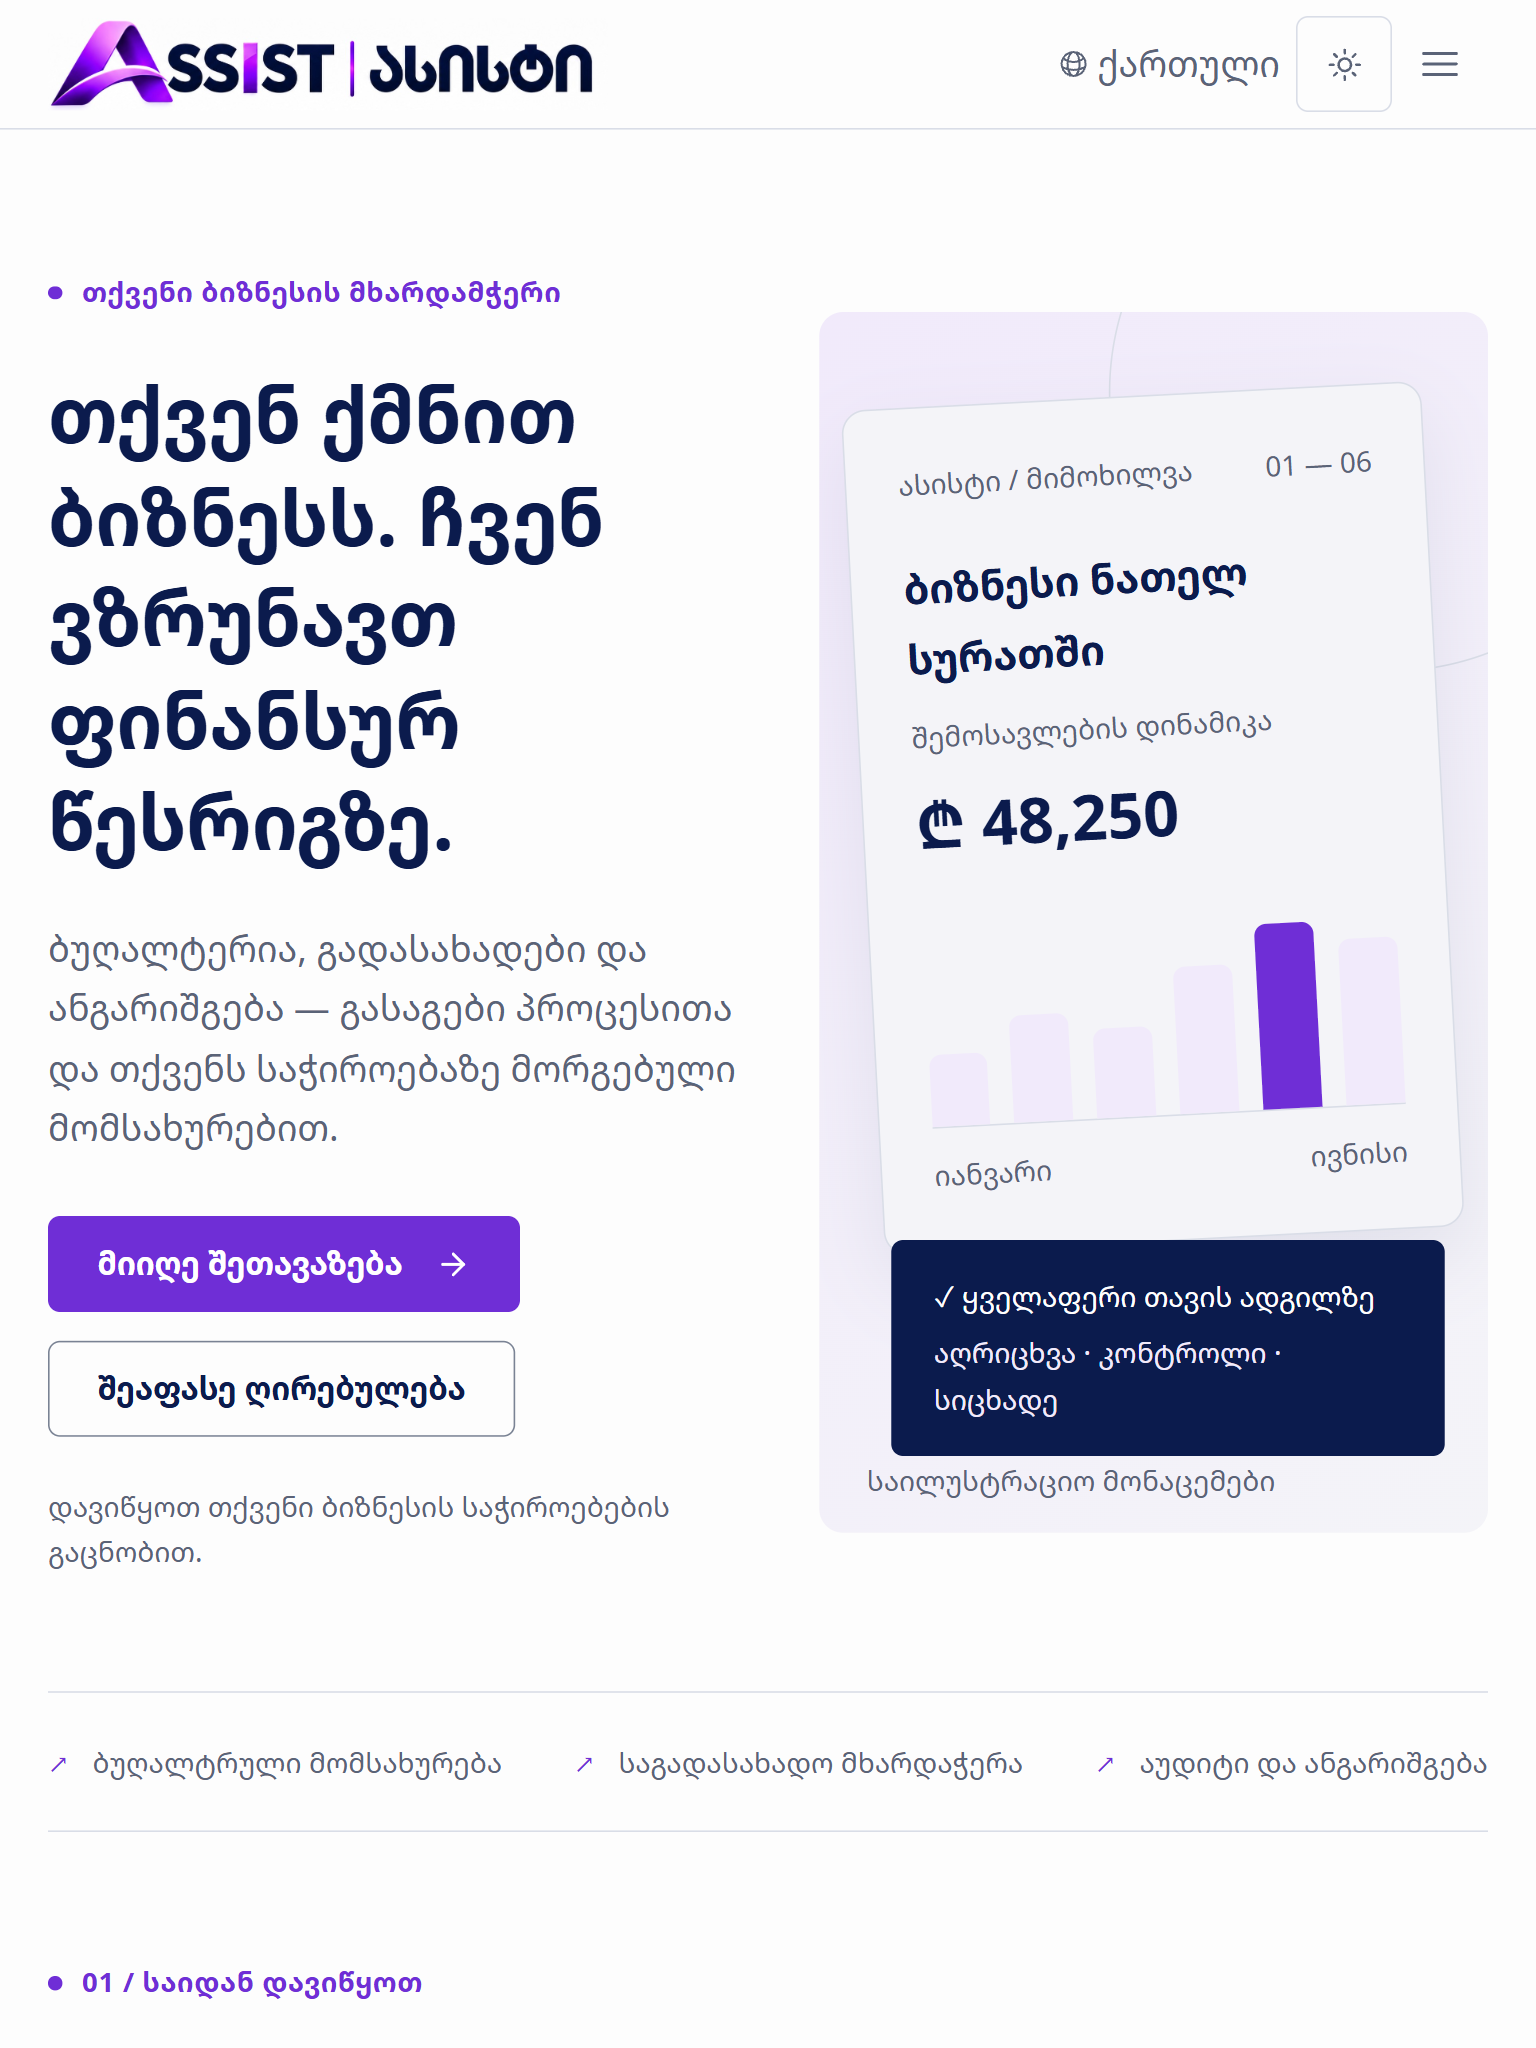 ASSIST | ასისტი
ქართული
თქვენი ბიზნესის მხარდამჭერი
თქვენ ქმნით
ბიზნესს. ჩვენ
ვზრუნავთ
ფინანსურ
წესრიგზე.
ბუღალტერია, გადასახადები და
ანგარიშგება — გასაგები პროცესითა
და თქვენს საჭიროებაზე მორგებული
მომსახურებით.
მიიღე შეთავაზება →
შეაფასე ღირებულება
დავიწყოთ თქვენი ბიზნესის საჭიროებების
გაცნობით.
ასისტი / მიმოხილვა 01 — 06
ბიზნესი ნათელ
სურათში
შემოსავლების დინამიკა
₾ 48,250
იანვარი ივნისი
✓ ყველაფერი თავის ადგილზე
აღრიცხვა · კონტროლი ·
სიცხადე
საილუსტრაციო მონაცემები
↗ ბუღალტრული მომსახურება ↗ საგადასახადო მხარდაჭერა ↗ აუდიტი და ანგარიშგება
01 / საიდან დავიწყოთ